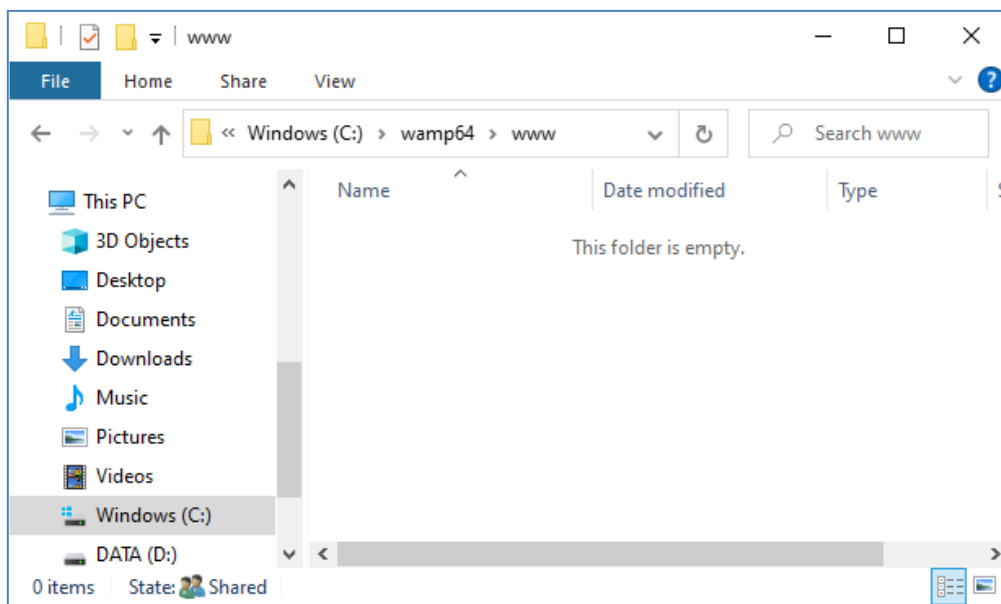 www
File Home Share View
« Windows (C:) > wamp64 > www Search www
Name Date modified Type
This PC
3D Objects This folder is empty.
Desktop
Documents
Downloads
Music
Pictures
Videos
Windows (C:)
DATA (D:)
0 items State: Shared